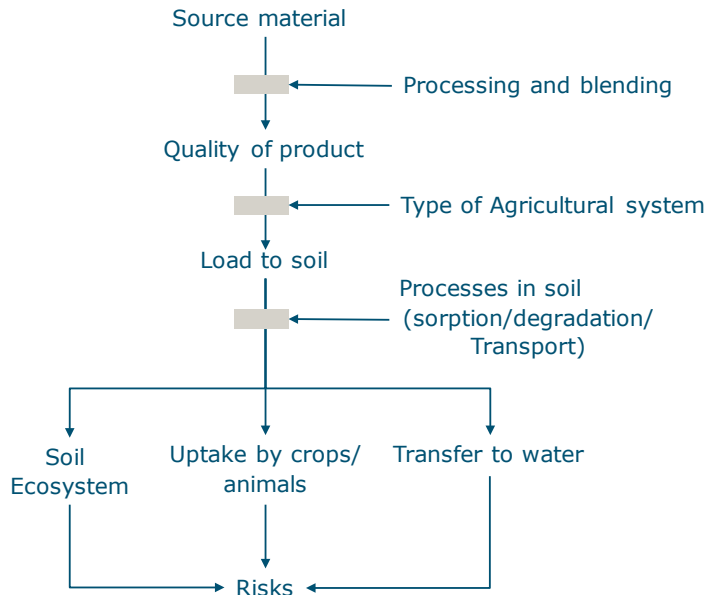 Source material
Processing and blending
Quality of product
Type of Agricultural system
Load to soil
Processes in soil
(sorption/degradation/
Transport)
Soil
Ecosystem
Uptake by crops/
animals
Transfer to water
Risks